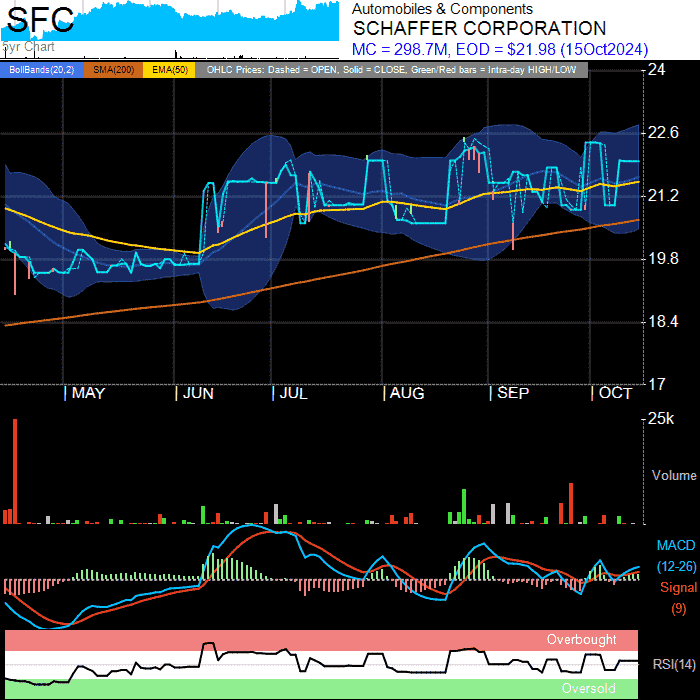 SFC
5yr Chart
Automobiles & Components
SCHAFFER CORPORATION
MC = 298.7M, EOD = $21.98 (15Oct2024)
BollBands(20,2) SMA(200) EMA(50) OHLC Prices: Dashed = OPEN, Solid = CLOSE, Green/Red bars = Intra-day HIGH/LOW
24
22.6
21.2
19.8
18.4
17
MAY JUN JUL AUG SEP OCT
25k
Volume
MACD
(12-26)
Signal
(9)
Overbought
RSI(14)
Oversold